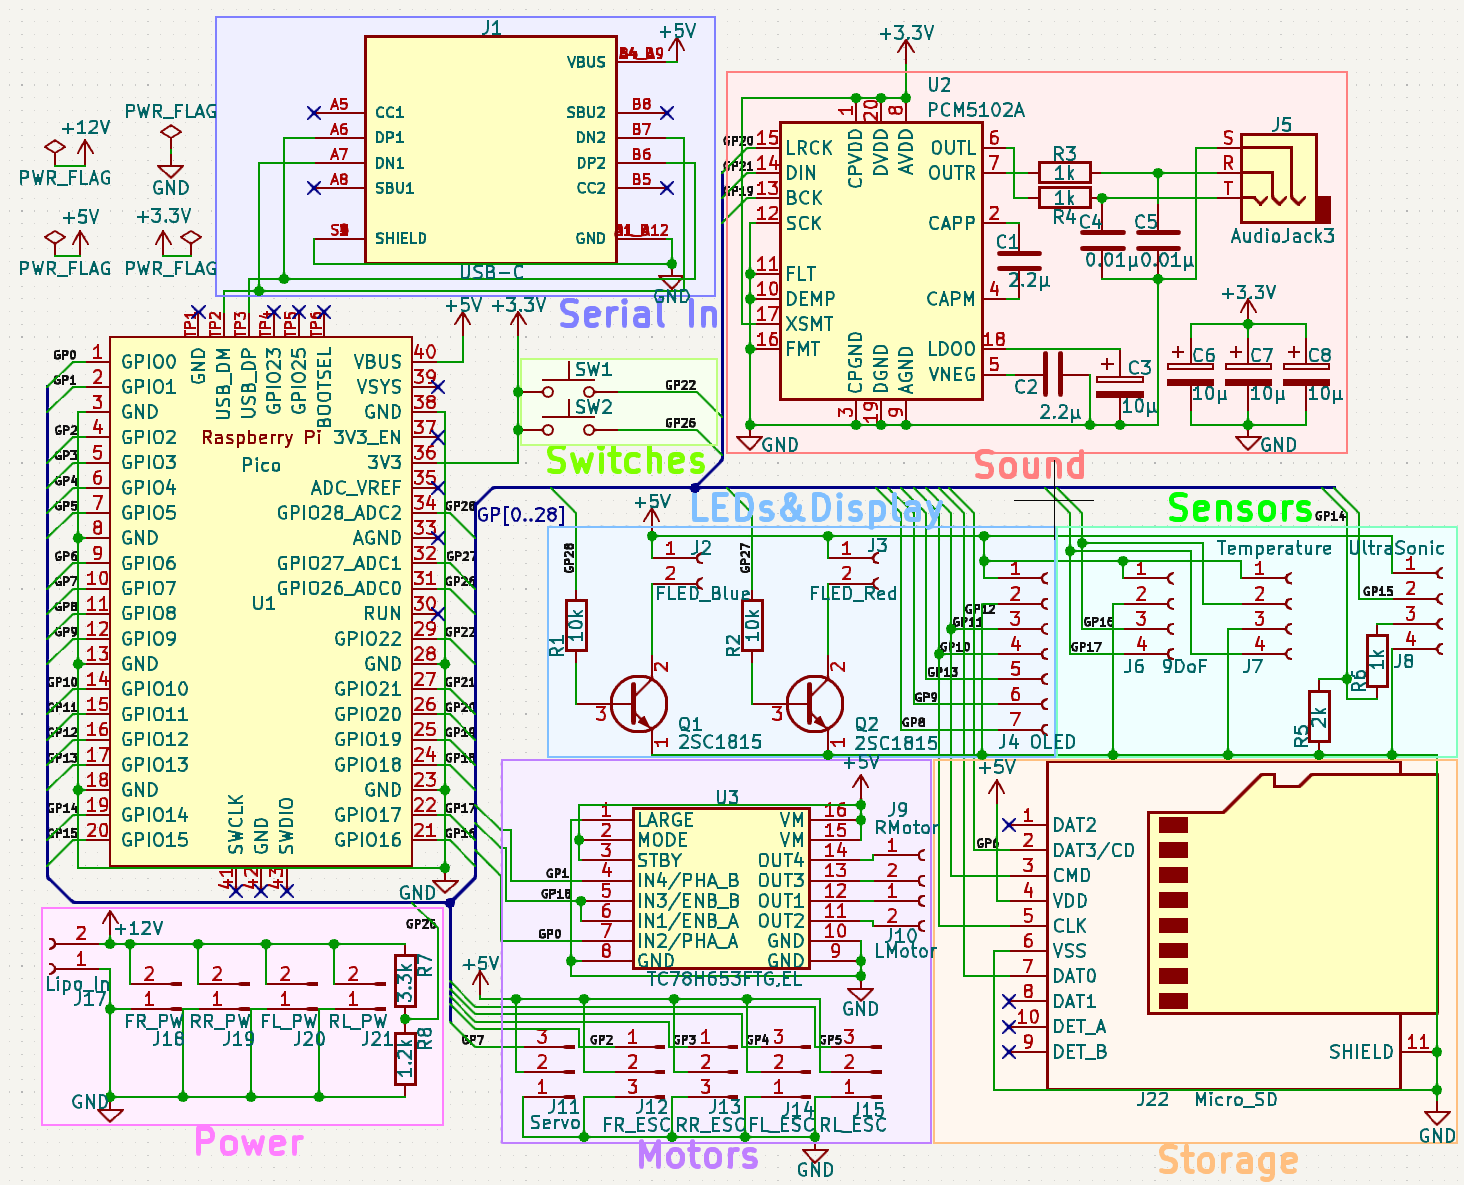 PWR_FLAG
+12V
PWR_FLAG
GND
+5V
+3.3V
PWR_FLAG
PWR_FLAG
J1
+5V
VBUS
A5 CC1 SBU2 B8
A6 DP1 DN2 B7
A7 DN1 DP2 B6
A8 SBU1 CC2 B5
SHIELD GND
USB-C
GND
Serial In
+3.3V
U2
PCM5102A
1 20 8
CPVDD DVDD AVDD
GP20 15 LRCK OUTL 6
GP21 14 DIN OUTR 7
GP19 13 BCK
12 SCK CAPP 2
11 FLT
10 DEMP CAPM 4
17 XSMT
16 FMT LDOO 18
VNEG 5
CPGND DGND AGND
3 19 9
R3
1k
1k
R4
C4
0.01µ
C5
0.01µ
C1
2.2µ
C2
2.2µ
C3
10µ
J5
S
R
T
AudioJack3
+3.3V
C6 C7 C8
10µ 10µ 10µ
GND
GND
Sound
TP1 TP2 TP3 TP4 TP5 TP6
GND USB_DM USB_DP GPIO23 GPIO25 BOOTSEL
+5V
+3.3V
GP0 1 GPIO0 VBUS 40
GP1 2 GPIO1 VSYS 39
3 GND GND 38
GP2 4 GPIO2 3V3_EN 37
GP3 5 GPIO3 3V3 36
GP4 6 GPIO4 ADC_VREF 35
GP5 7 GPIO5 GPIO28_ADC2 34 GP28
8 GND AGND 33
GP6 9 GPIO6 GPIO27_ADC1 32 GP27
GP7 10 GPIO7 GPIO26_ADC0 31 GP26
GP8 11 GPIO8 RUN 30
GP9 12 GPIO9 GPIO22 29 GP22
13 GND GND 28
GP10 14 GPIO10 GPIO21 27 GP21
GP11 15 GPIO11 GPIO20 26 GP20
GP12 16 GPIO12 GPIO19 25 GP19
GP13 17 GPIO13 GPIO18 24 GP18
18 GND GND 23
GP14 19 GPIO14 GPIO17 22 GP17
GP15 20 GPIO15 GPIO16 21 GP16
Raspberry Pi
Pico
U1
SWCLK GND SWDIO
41 42 43
GND
SW1
GP22
SW2
GP26
Switches
GP[0..28]
LEDs&Display
+5V
GP28
R1
10k
1 J2
2
FLED_Blue
3 2 1
Q1
2SC1815
GP27
R2
10k
1 J3
2
FLED_Red
3 2 1
Q2
2SC1815
1
GP12 2
GP11 3
GP10 4
GP13 5
GP9 6
GP8 7
J4 OLED
Sensors
Temperature
UltraSonic
GP14
1
2
GP16 3
GP17 4
J6 9DoF
1
2
3
4
J7
1
GP15 2
3
4
J8
R6
1k
R5
2k
GP26
+12V
2
1
Lipo_In
J17
2 2 2 2
1 1 1 1
FR_PW RR_PW FL_PW RL_PW
J18 J19 J20 J21
R7
3.3k
R8
1.2k
GND
Power
+5V
U3
1 LARGE VM 16
2 MODE VM 15
3 STBY OUT4 14
GP1 4 IN4/PHA_B OUT3 13
GP18 5 IN3/ENB_B OUT1 12
6 IN1/ENB_A OUT2 11
GP0 7 IN2/PHA_A GND 10
8 GND GND 9
TC78H653FTG,EL
J9
RMotor
1
2
1
2
J10
LMotor
GND
+5V
GP7 3 GP2 1 GP3 1 GP4 3 GP5 3
2 2 2 2 2
1 3 3 1 1
J11 J12 J13 J14 J15
Servo FR_ESC RR_ESC FL_ESC RL_ESC
GND
Motors
+5V
1 DAT2
GP6 2 DAT3/CD
3 CMD
4 VDD
5 CLK
6 VSS
7 DAT0
8 DAT1
10 DET_A
9 DET_B
SHIELD 11
J22 Micro_SD
GND
Storage